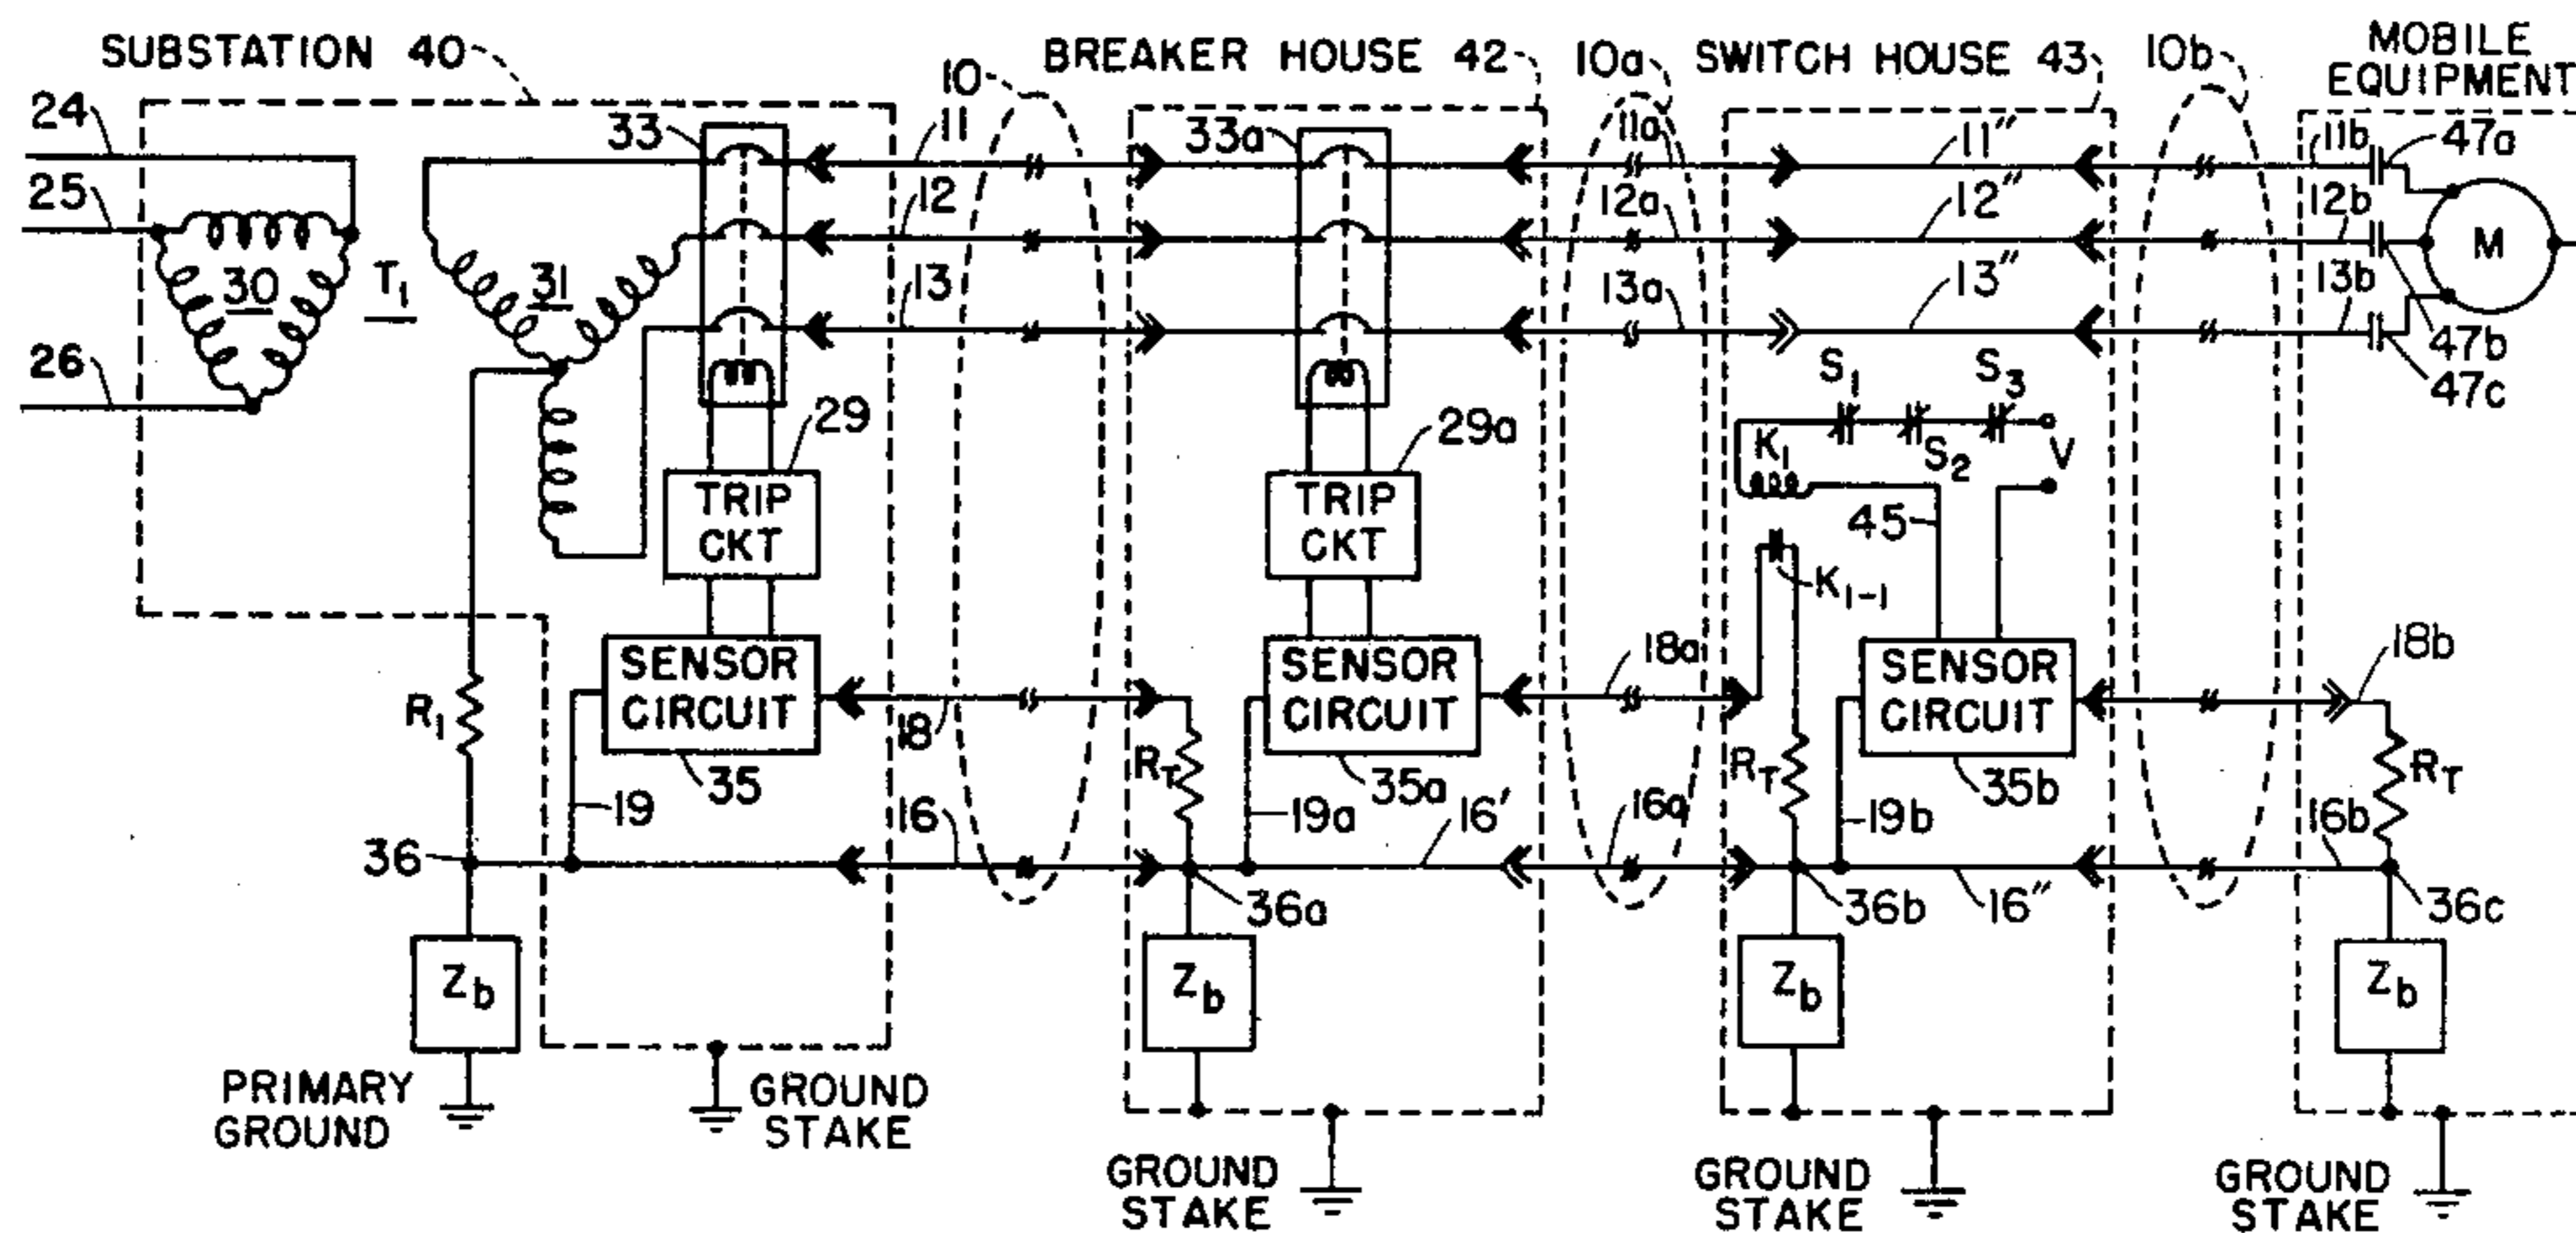 SUBSTATION 40
10
BREAKER HOUSE 42
10a
SWITCH HOUSE 43
10b
MOBILE
EQUIPMENT
24
33
11
33a
11a
11"
11b
47a
25
12
12a
12"
12b
M
30
T1
31
13
13a
13"
13b
47b
26
47c
S1
S3
29
29a
K1
S2
V
TRIP
CKT
TRIP
CKT
45
K1-1
SENSOR
CIRCUIT
SENSOR
CIRCUIT
18a
SENSOR
CIRCUIT
18b
R1
18
RT
RT
RT
35
35a
35b
19
16
19a
16'
16a
19b
16b
36
36a
36b
16"
36c
Zb
Zb
Zb
Zb
PRIMARY
GROUND
GROUND
STAKE
GROUND
STAKE
GROUND
STAKE
GROUND
STAKE